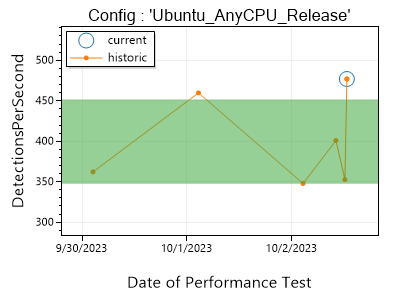 Config : 'Ubuntu_AnyCPU_Release'
current
historic
DetectionsPerSecond
500
450
400
350
300
9/30/2023 10/1/2023 10/2/2023
Date of Performance Test